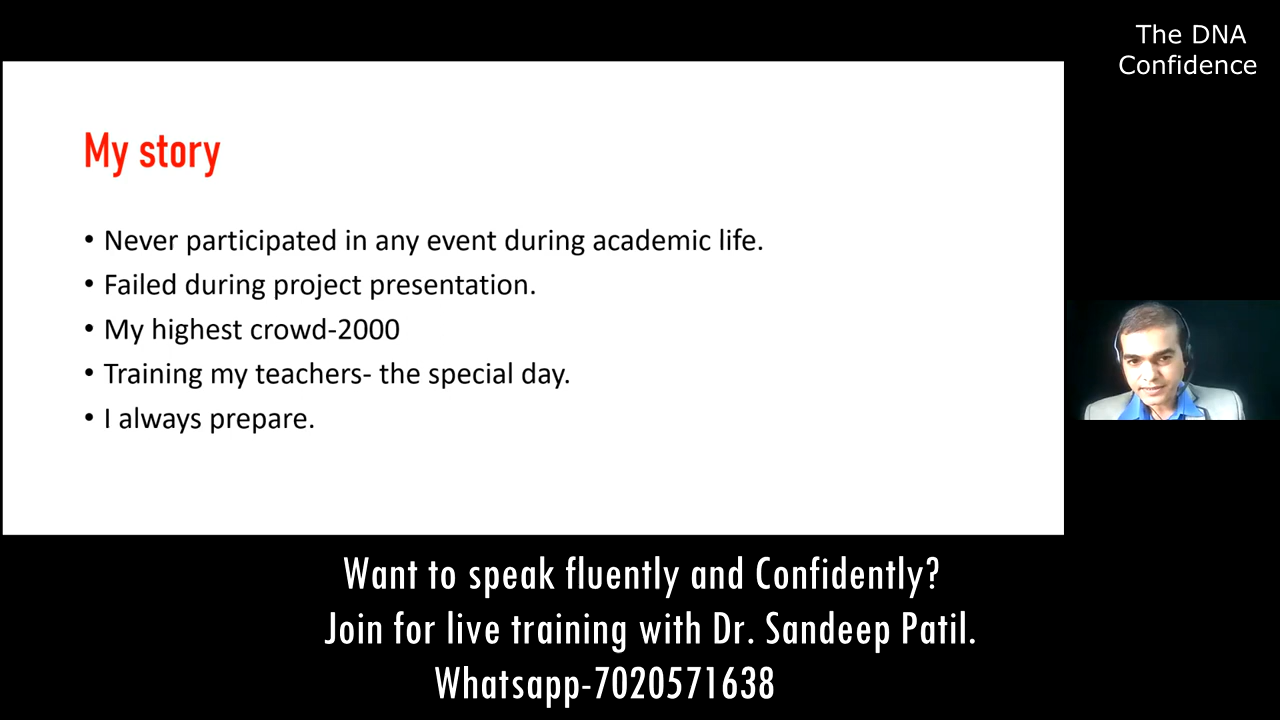 The DNA
Confidence
My story
• Never participated in any event during academic life.
• Failed during project presentation.
• My highest crowd-2000
• Training my teachers- the special day.
• I always prepare.
Want to speak fluently and Confidently?
Join for live training with Dr. Sandeep Patil.
Whatsapp-7020571638